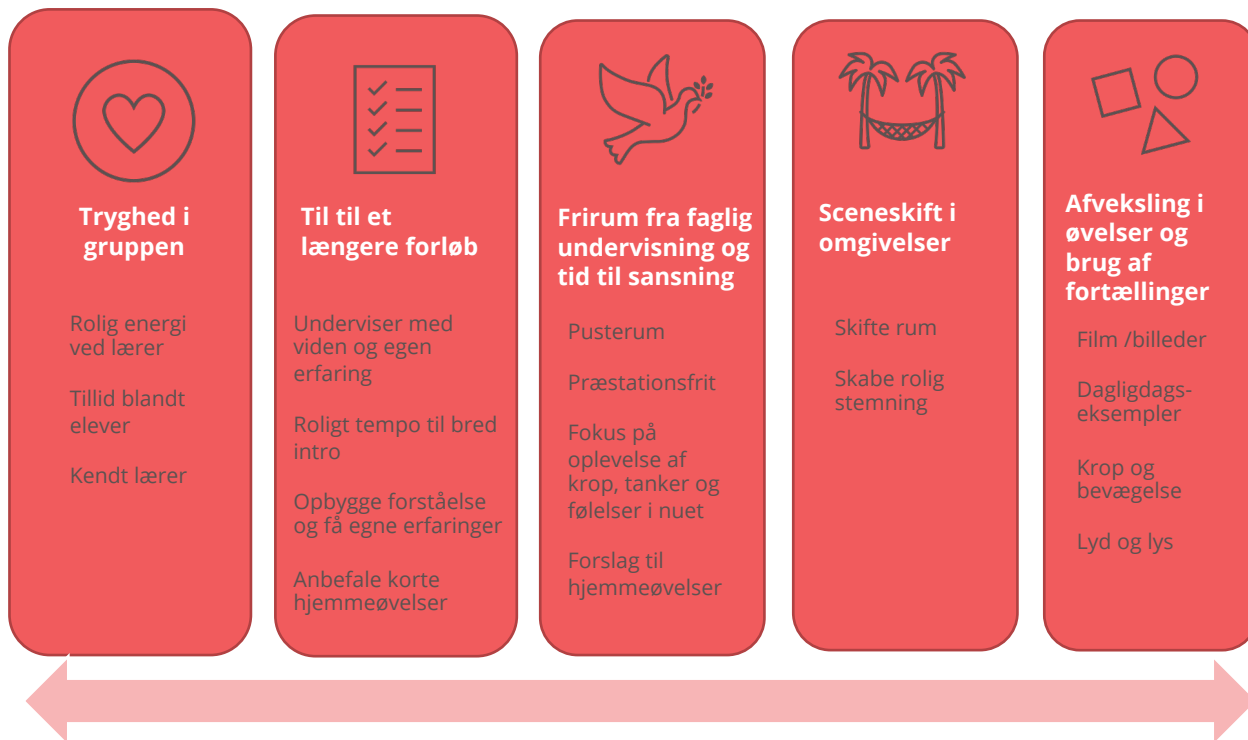 Tryghed i
gruppen
Rolig energi
ved lærer
Tillid blandt
elever
Kendt lærer
Til til et
længere forløb
Underviser med
viden og egen
erfaring
Roligt tempo til bred
intro
Opbygge forståelse
og få egne erfaringer
Anbefale korte
hjemmeøvelser
Frirum fra faglig
undervisning og
tid til sansning
Pusterum
Præstationsfrit
Fokus på
oplevelse af
krop, tanker og
følelser i nuet
Forslag til
hjemmeøvelser
Sceneskift i
omgivelser
Skifte rum
Skabe rolig
stemning
Afveksling i
øvelser og
brug af
fortællinger
Film /billeder
Dagligdags-
eksempler
Krop og
bevægelse
Lyd og lys